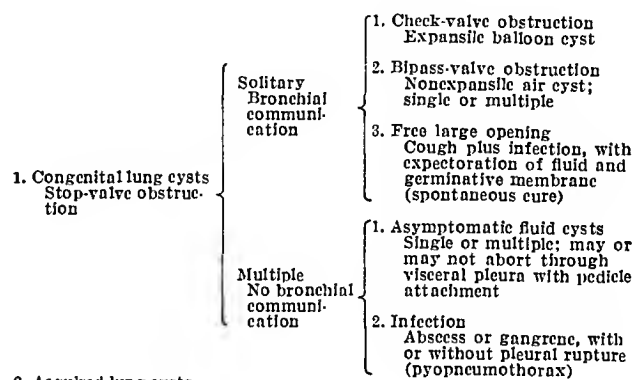 1. Congenital lung cysts
Stop-valve obstruc-
tion
Solitary
Bronchial
communi-
cation
1. Check-valve obstruction
Expansile balloon cyst
2. Bipass-valve obstruction
Nonexpansile air cyst;
single or multiple
3. Free large opening
Cough plus infection, with
expectoration of fluid and
germinative membrane
(spontaneous cure)
Multiple
No bronchial
communi-
cation
1. Asymptomatic fluid cysts
Single or multiple; may or
may not abort through
visceral pleura with pedicle
attachment
2. Infection
Abscess or gangrene, with
or without pleural rupture
(pyopneumothorax)
2. Acquired lung cysts